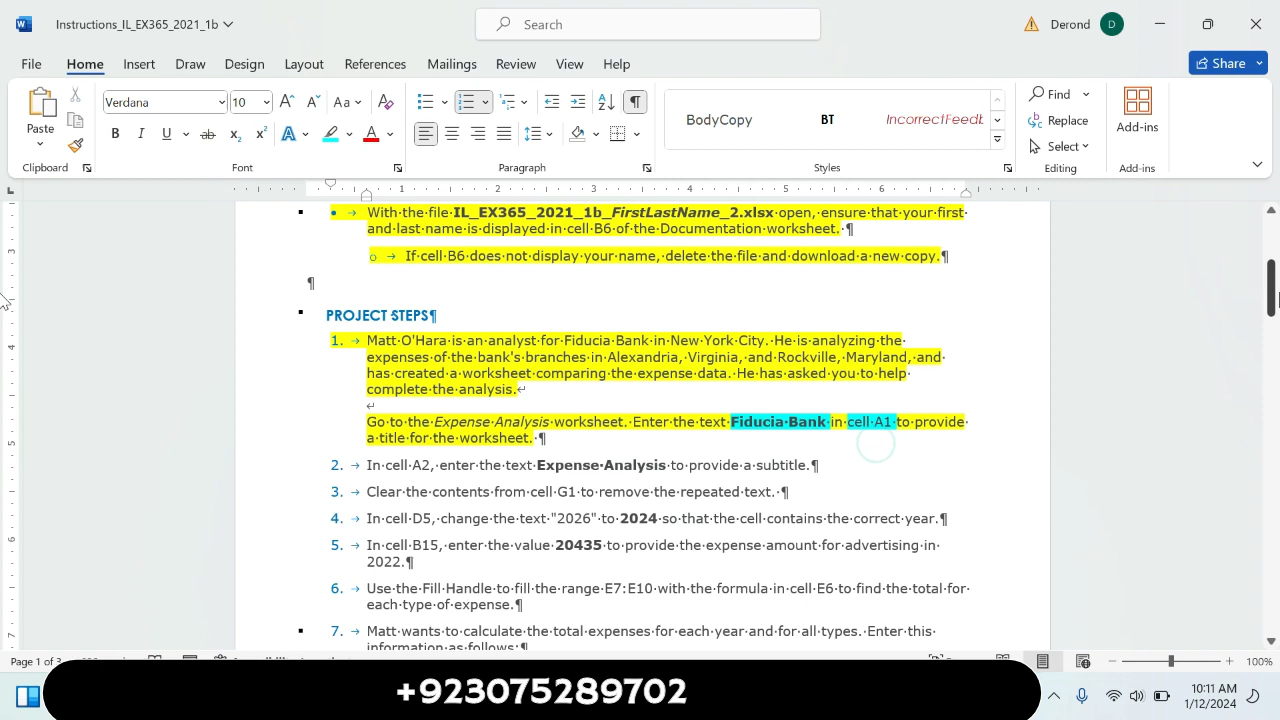 Instructions_IL_EX365_2021_1b
Search
Derond D
File Home Insert Draw Design Layout References Mailings Review View Help
Share
Paste
Verdana 10 Aa
BodyCopy BT IncorrectFeedb
Find
Replace
Select
Add-ins
Clipboard Font Paragraph Styles Editing Add-ins
1 2 3 4 5 6
With the file IL_EX365_2021_1b_FirstLastName_2.xlsx open, ensure that your first
and last name is displayed in cell B6 of the Documentation worksheet. ¶
If cell B6 does not display your name, delete the file and download a new copy.¶
¶
PROJECT STEPS¶
1. Matt O'Hara is an analyst for Fiducia Bank in New York City. He is analyzing the
expenses of the bank's branches in Alexandria, Virginia, and Rockville, Maryland, and
has created a worksheet comparing the expense data. He has asked you to help
complete the analysis.
Go to the Expense Analysis worksheet. Enter the text Fiducia Bank in cell A1 to provide
a title for the worksheet. ¶
2. In cell A2, enter the text Expense Analysis to provide a subtitle.¶
3. Clear the contents from cell G1 to remove the repeated text. ¶
4. In cell D5, change the text "2026" to 2024 so that the cell contains the correct year.¶
5. In cell B15, enter the value 20435 to provide the expense amount for advertising in
2022.¶
6. Use the Fill Handle to fill the range E7:E10 with the formula in cell E6 to find the total for
each type of expense.¶
7. Matt wants to calculate the total expenses for each year and for all types. Enter this
information as follows:¶
Page 1 of 3
100%
+923075289702
10:11 AM
1/12/2024